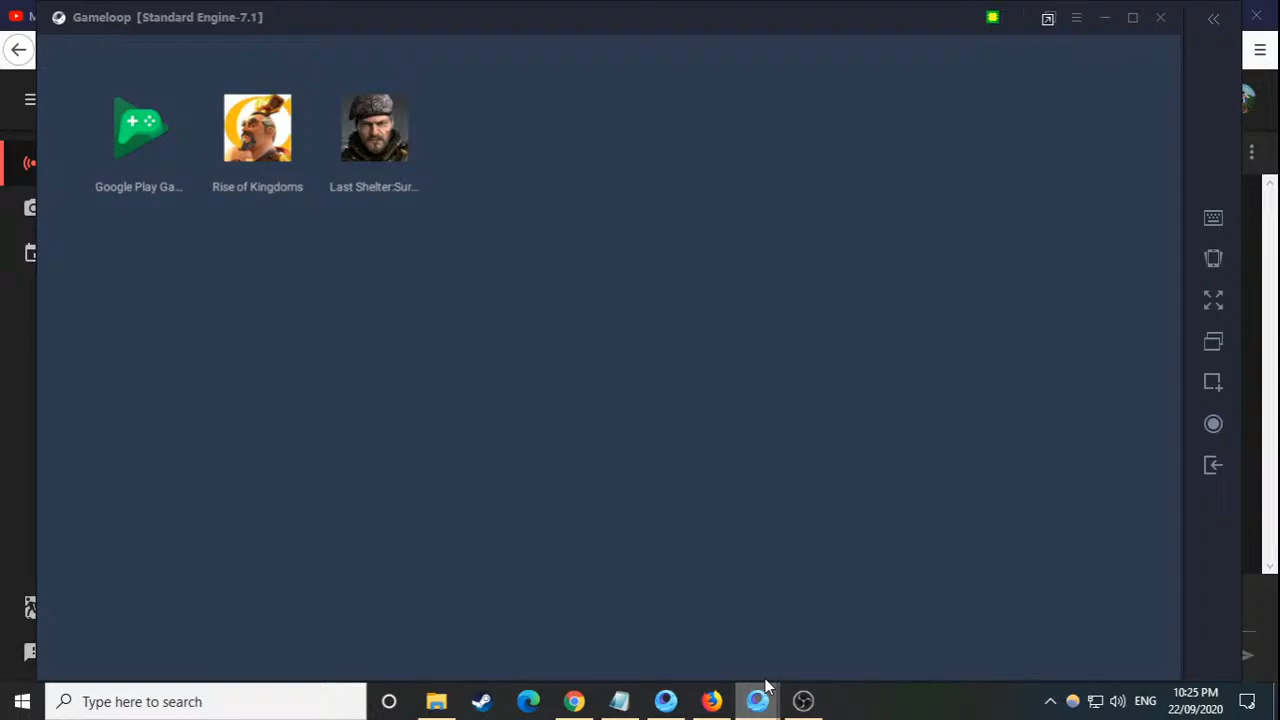 Gameloop [Standard Engine-7.1]
Google Play Ga...
Rise of Kingdoms
Last Shelter:Sur...
Type here to search
ENG
10:25 PM
22/09/2020